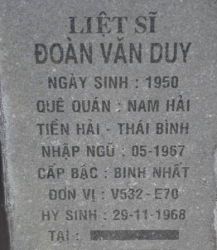 LIỆT SĨ
ĐOÀN VĂN DUY
NGÀY SINH : 1950
QUÊ QUÁN : NAM HẢI
TIỀN HẢI - THÁI BÌNH
NHẬP NGŨ : 05-1967
CẤP BẬC : BINH NHẤT
ĐƠN VỊ : V532-E70
HY SINH : 29-11-1968
TẠI :